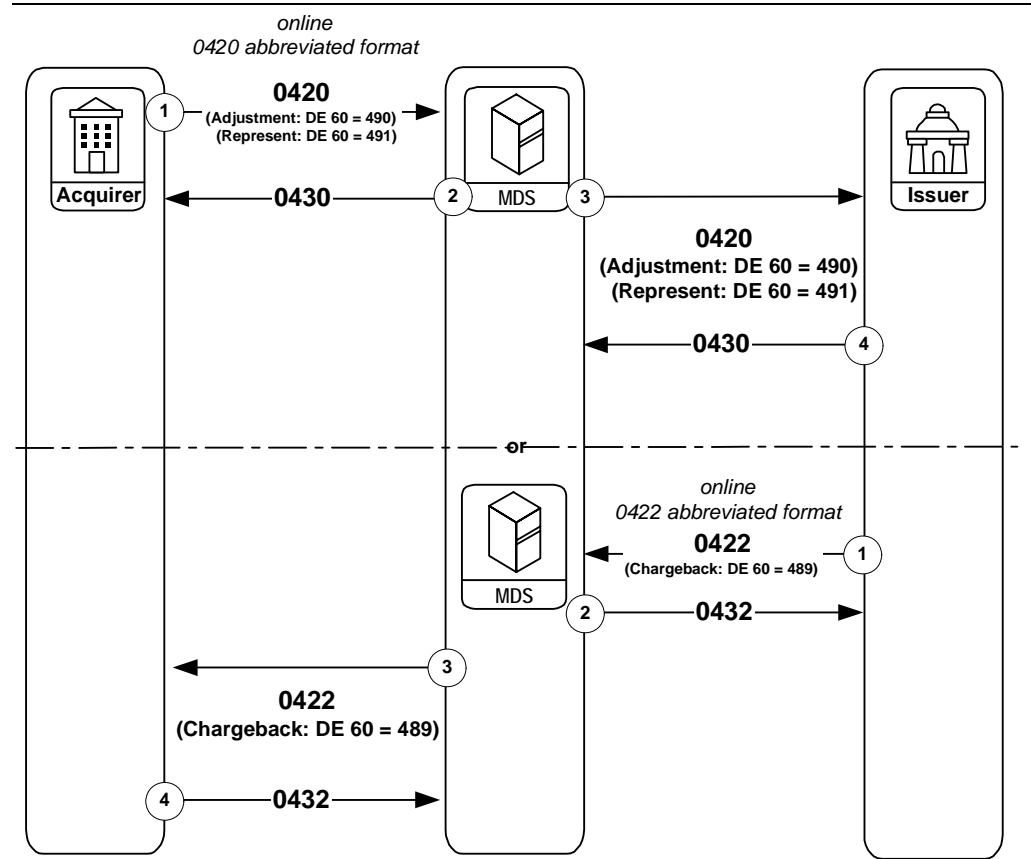 online
0420 abbreviated format
1
0420
(Adjustment: DE 60 = 490)
(Represent: DE 60 = 491)
Acquirer
0430
2
MDS
3
Issuer
0420
(Adjustment: DE 60 = 490)
(Represent: DE 60 = 491)
0430
4
or
online
0422 abbreviated format
0422
(Chargeback: DE 60 = 489)
1
MDS
2
0432
3
0422
(Chargeback: DE 60 = 489)
4
0432